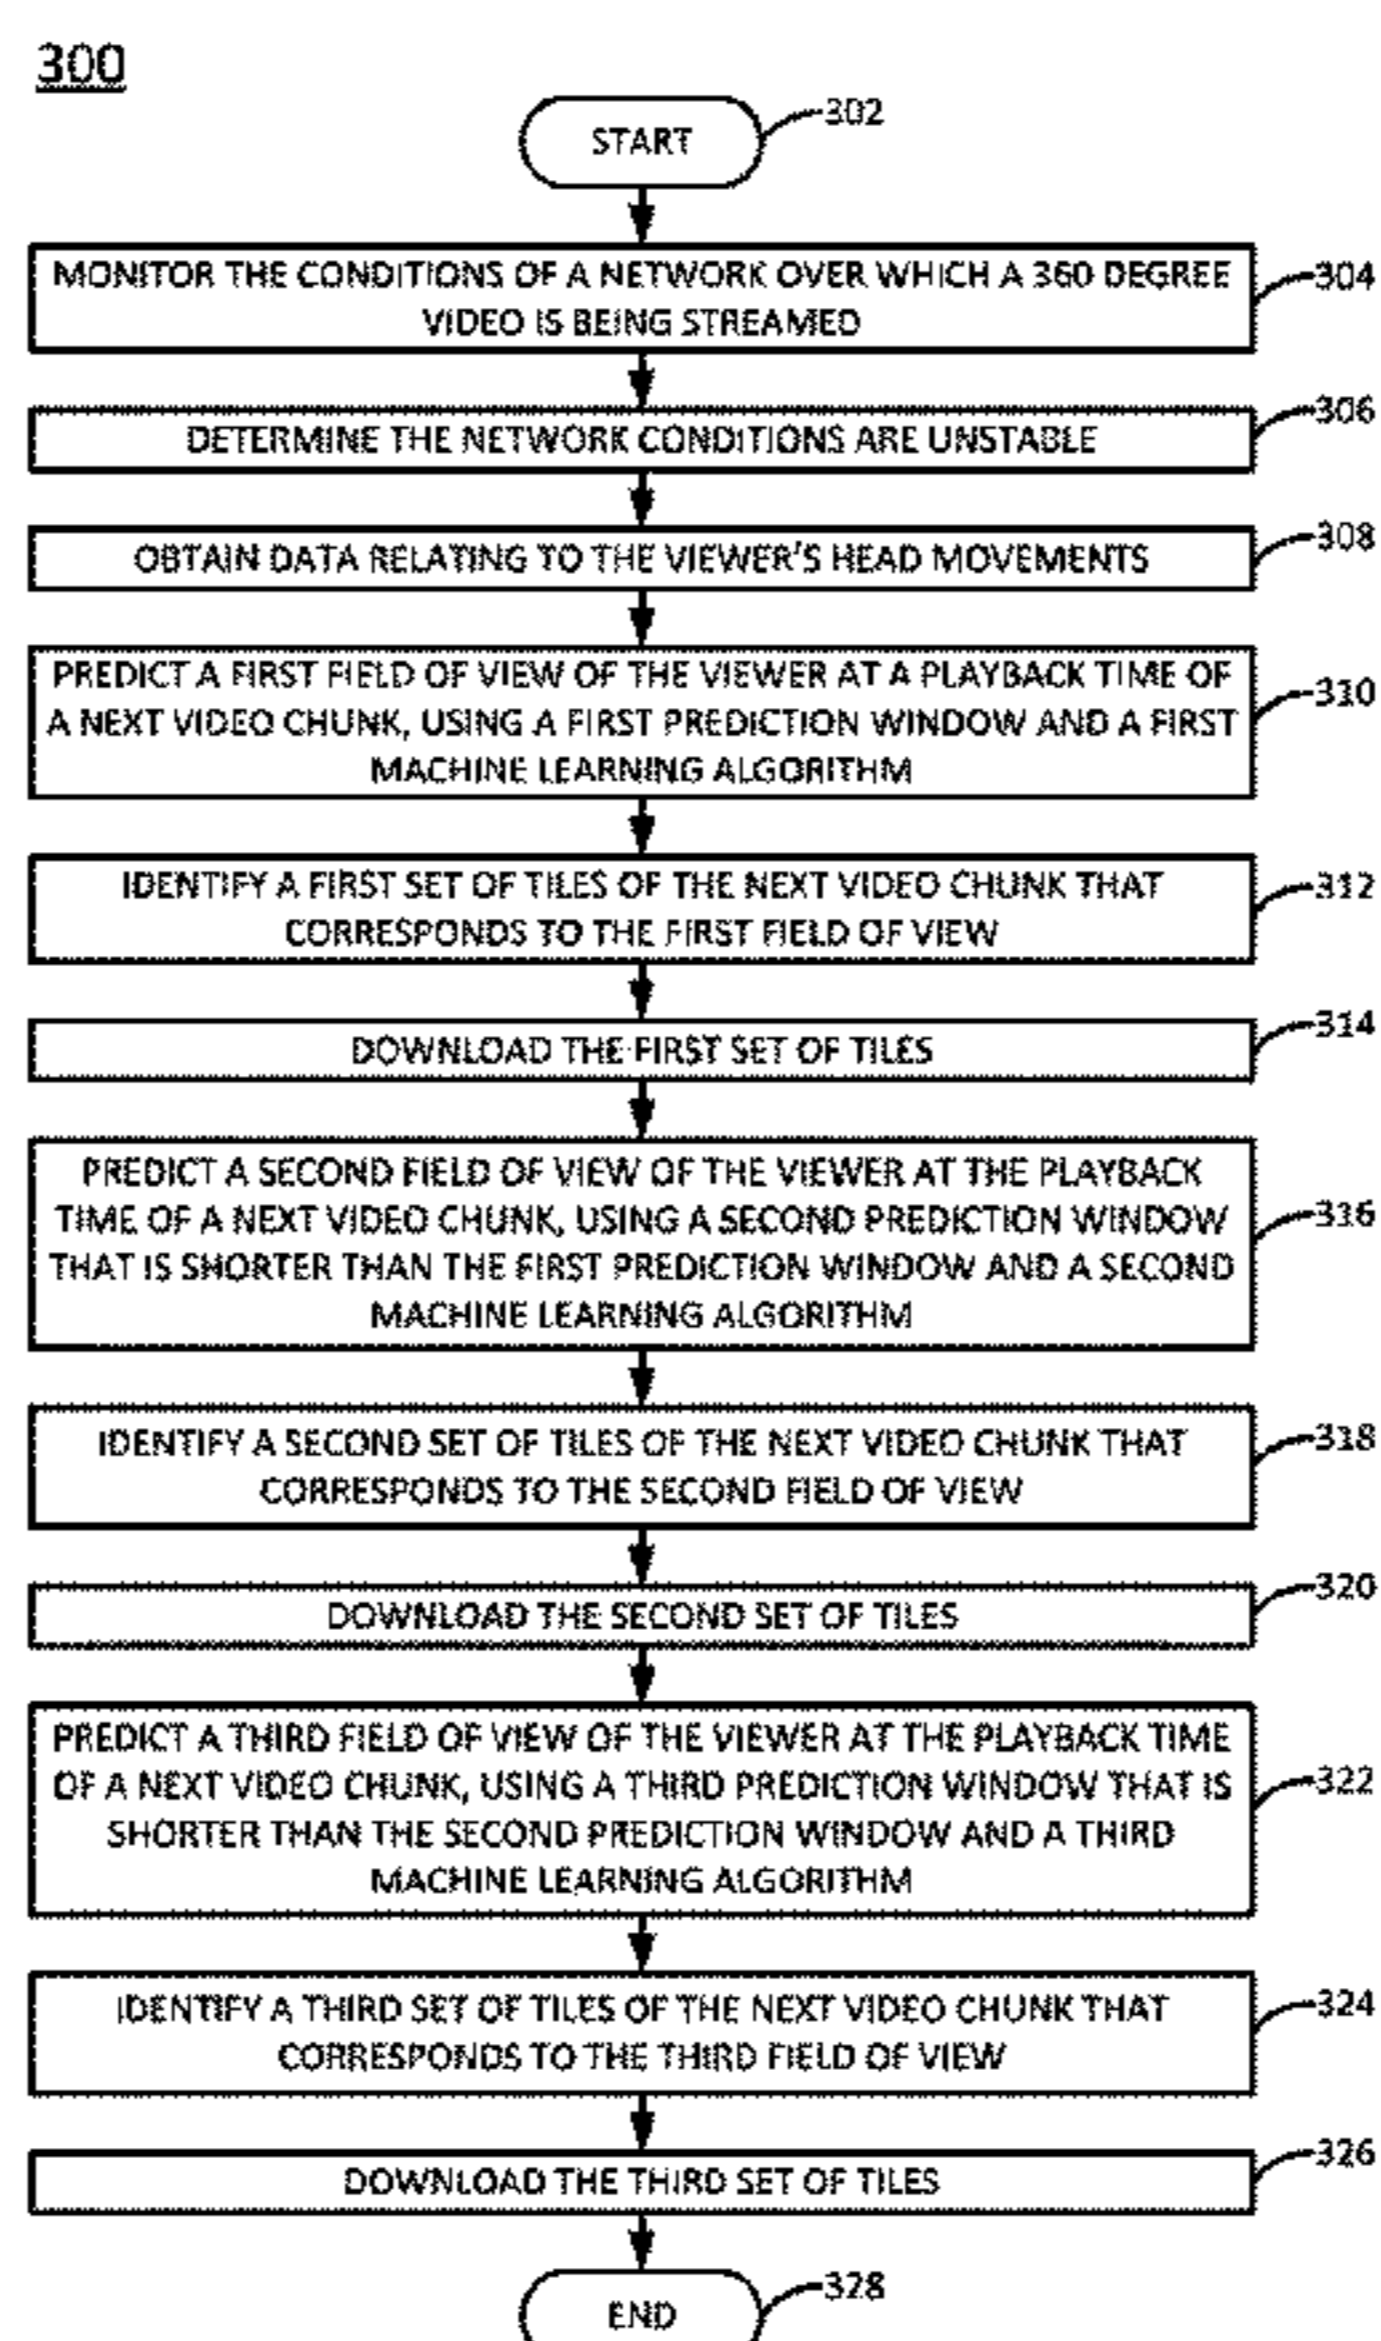 300
START
302
MONITOR THE CONDITIONS OF A NETWORK OVER WHICH A 360 DEGREE
VIDEO IS BEING STREAMED
304
DETERMINE THE NETWORK CONDITIONS ARE UNSTABLE
306
OBTAIN DATA RELATING TO THE VIEWER'S HEAD MOVEMENTS
308
PREDICT A FIRST FIELD OF VIEW OF THE VIEWER AT A PLAYBACK TIME OF
A NEXT VIDEO CHUNK, USING A FIRST PREDICTION WINDOW AND A FIRST
MACHINE LEARNING ALGORITHM
310
IDENTIFY A FIRST SET OF TILES OF THE NEXT VIDEO CHUNK THAT
CORRESPONDS TO THE FIRST FIELD OF VIEW
312
DOWNLOAD THE FIRST SET OF TILES
314
PREDICT A SECOND FIELD OF VIEW OF THE VIEWER AT THE PLAYBACK
TIME OF A NEXT VIDEO CHUNK, USING A SECOND PREDICTION WINDOW
THAT IS SHORTER THAN THE FIRST PREDICTION WINDOW AND A SECOND
MACHINE LEARNING ALGORITHM
316
IDENTIFY A SECOND SET OF TILES OF THE NEXT VIDEO CHUNK THAT
CORRESPONDS TO THE SECOND FIELD OF VIEW
318
DOWNLOAD THE SECOND SET OF TILES
320
PREDICT A THIRD FIELD OF VIEW OF THE VIEWER AT THE PLAYBACK TIME
OF A NEXT VIDEO CHUNK, USING A THIRD PREDICTION WINDOW THAT IS
SHORTER THAN THE SECOND PREDICTION WINDOW AND A THIRD
MACHINE LEARNING ALGORITHM
322
IDENTIFY A THIRD SET OF TILES OF THE NEXT VIDEO CHUNK THAT
CORRESPONDS TO THE THIRD FIELD OF VIEW
324
DOWNLOAD THE THIRD SET OF TILES
326
END
328